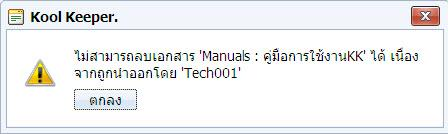 Kool Keeper.
ไม่สามารถลบเอกสาร 'Manuals : คู่มือการใช้งานKK' ได้ เนื่อง
จากถูกนำออกโดย 'Tech001'
ตกลง